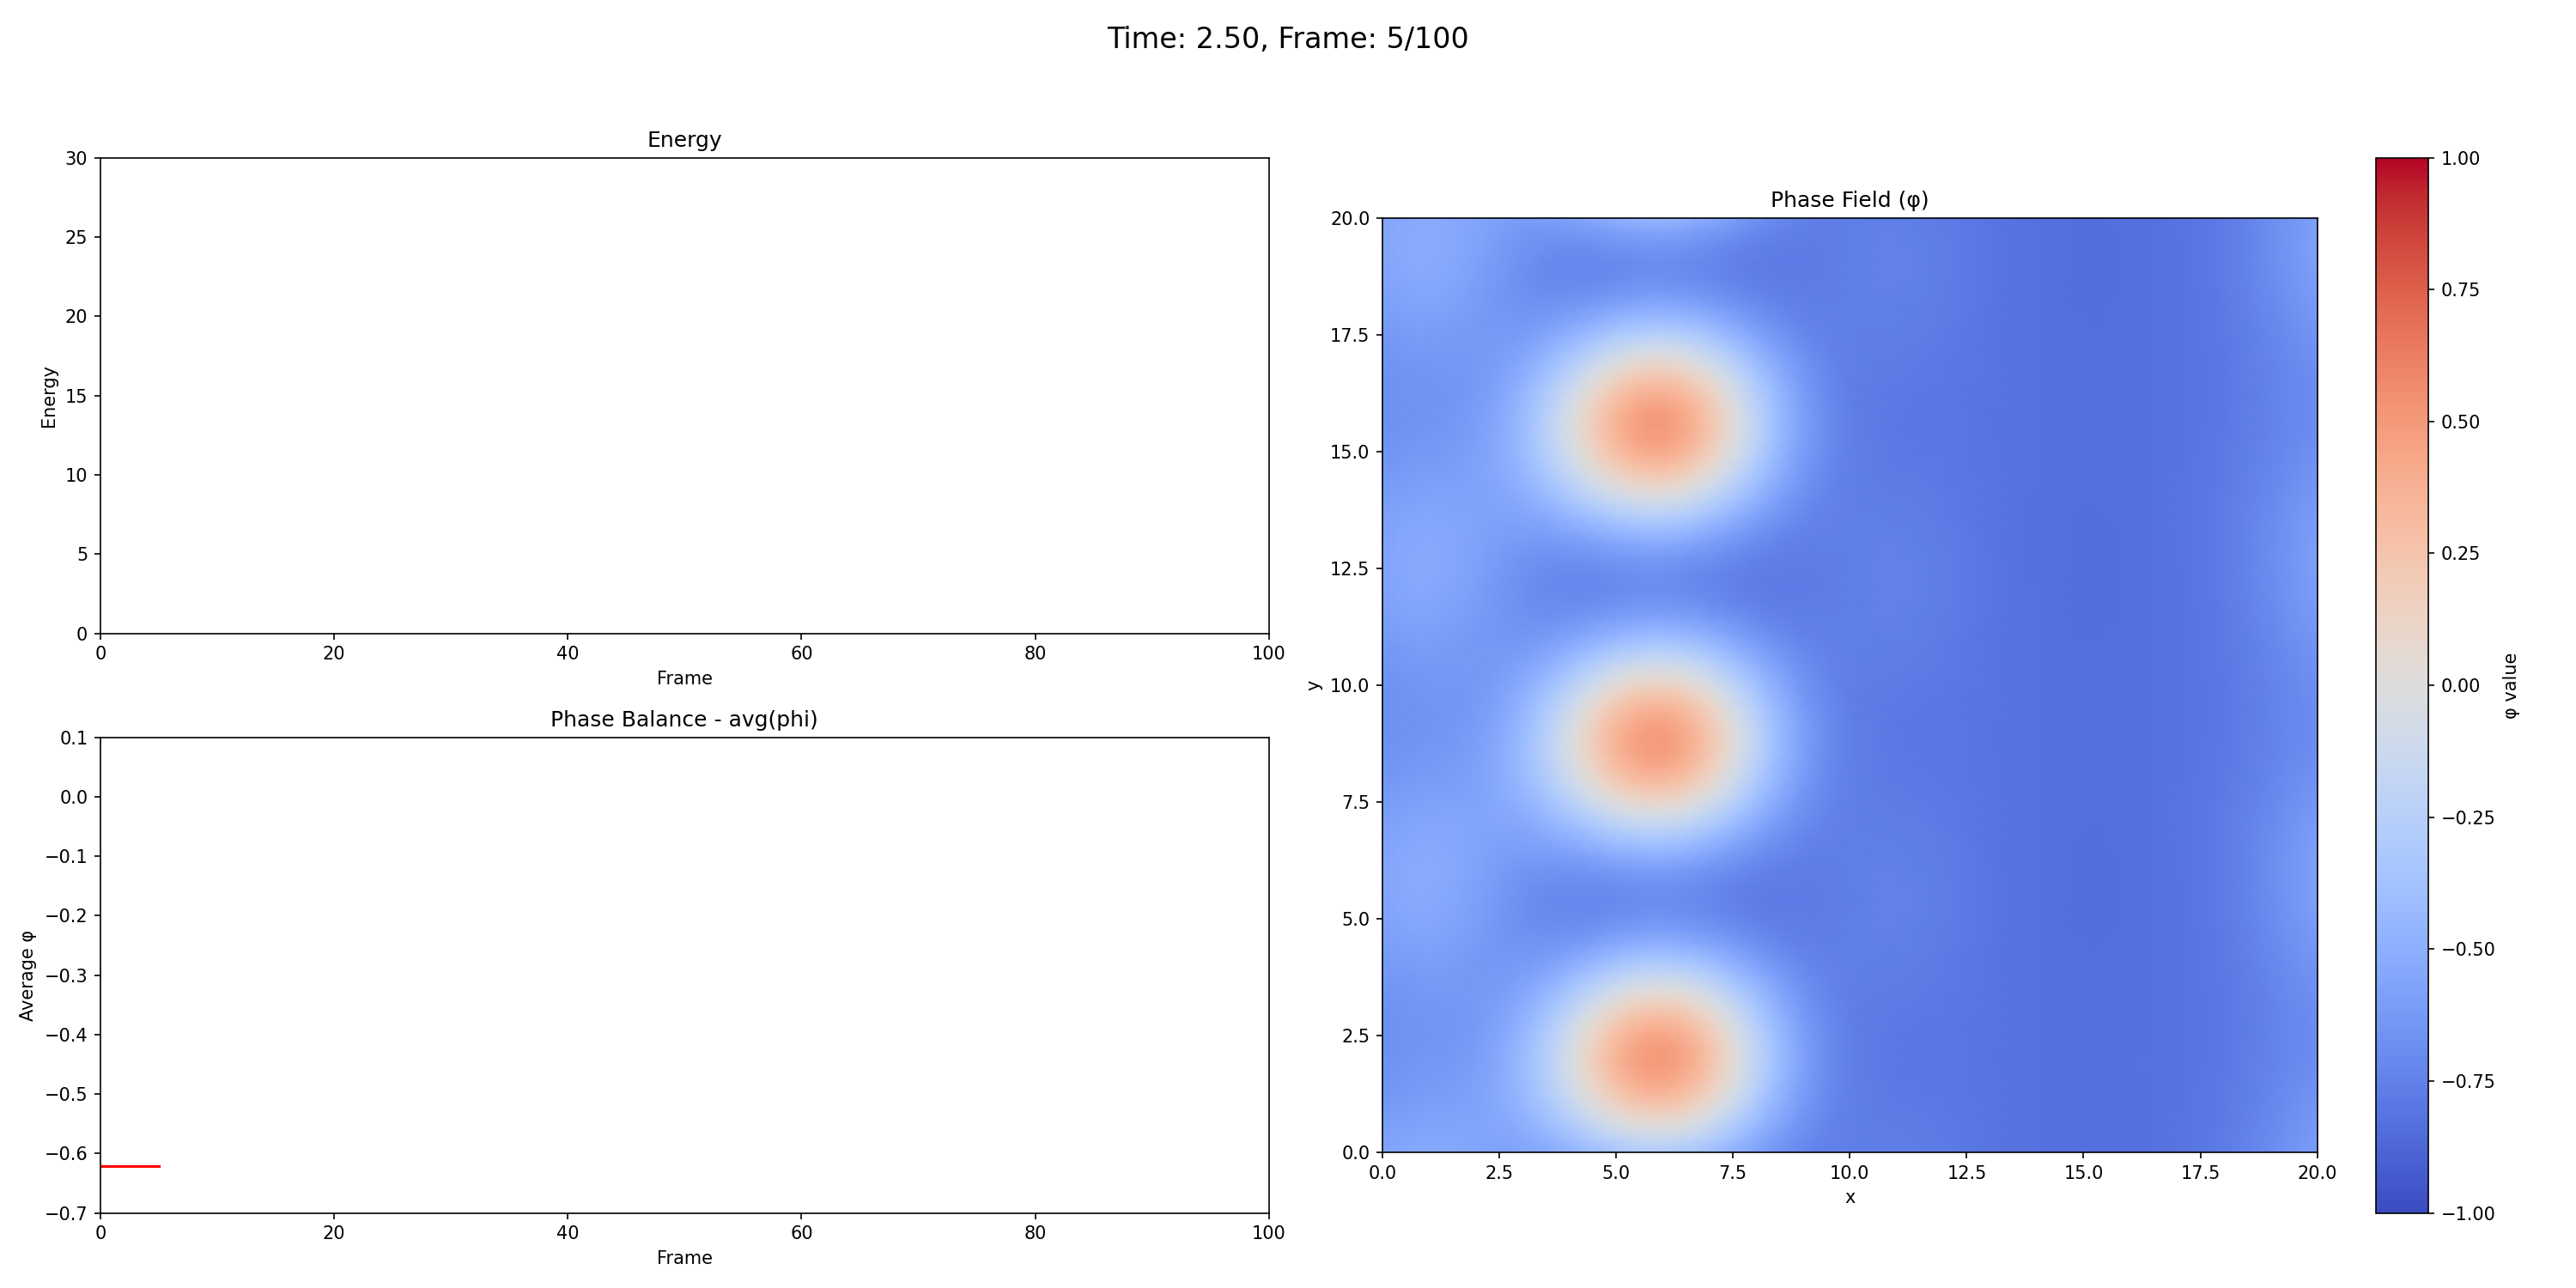 Time: 2.50, Frame: 5/100
Energy
30
25
20
15
10
5
0
Energy
0 20 40 60 80 100
Frame
Phase Balance - avg(phi)
0.1
0.0
−0.1
−0.2
−0.3
−0.4
−0.5
−0.6
−0.7
Average φ
0 20 40 60 80 100
Frame
Phase Field (φ)
20.0
17.5
15.0
12.5
10.0
7.5
5.0
2.5
0.0
y
0.0 2.5 5.0 7.5 10.0 12.5 15.0 17.5 20.0
x
1.00
0.75
0.50
0.25
0.00
−0.25
−0.50
−0.75
−1.00
φ value